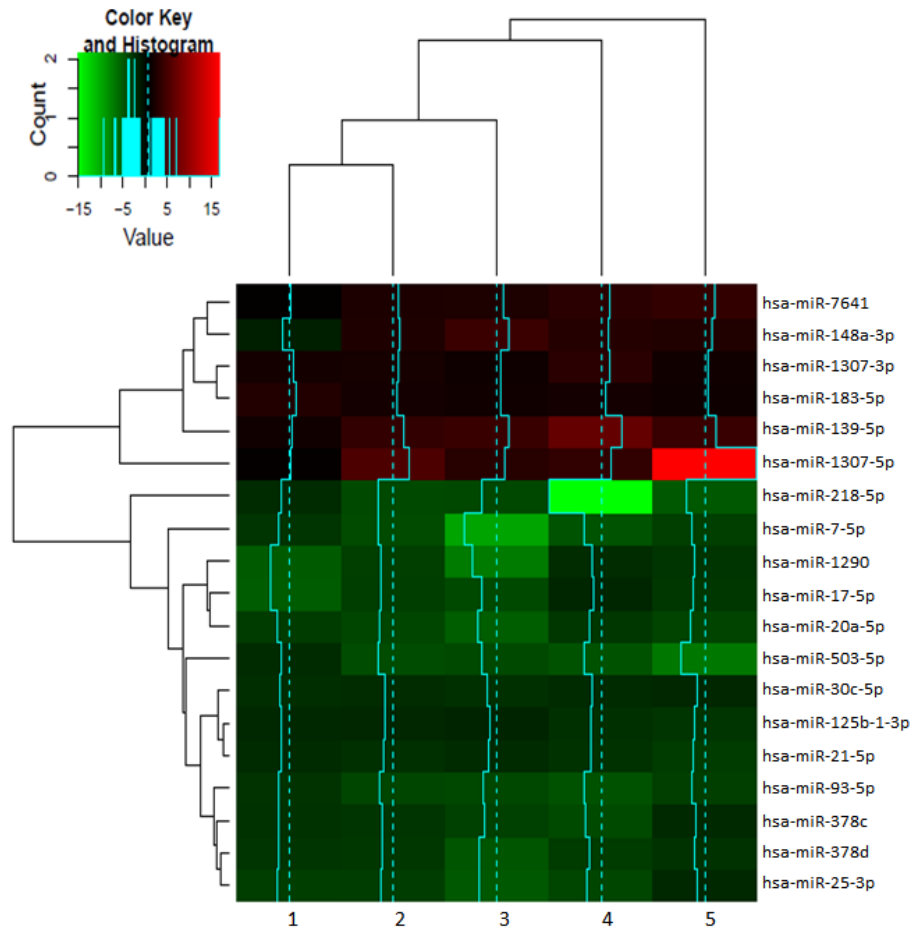 Color Key
and Histogram
Count
2
1
0
−15 −5 5 15
Value
hsa-miR-7641
hsa-miR-148a-3p
hsa-miR-1307-3p
hsa-miR-183-5p
hsa-miR-139-5p
hsa-miR-1307-5p
hsa-miR-218-5p
hsa-miR-7-5p
hsa-miR-1290
hsa-miR-17-5p
hsa-miR-20a-5p
hsa-miR-503-5p
hsa-miR-30c-5p
hsa-miR-125b-1-3p
hsa-miR-21-5p
hsa-miR-93-5p
hsa-miR-378c
hsa-miR-378d
hsa-miR-25-3p
1 2 3 4 5